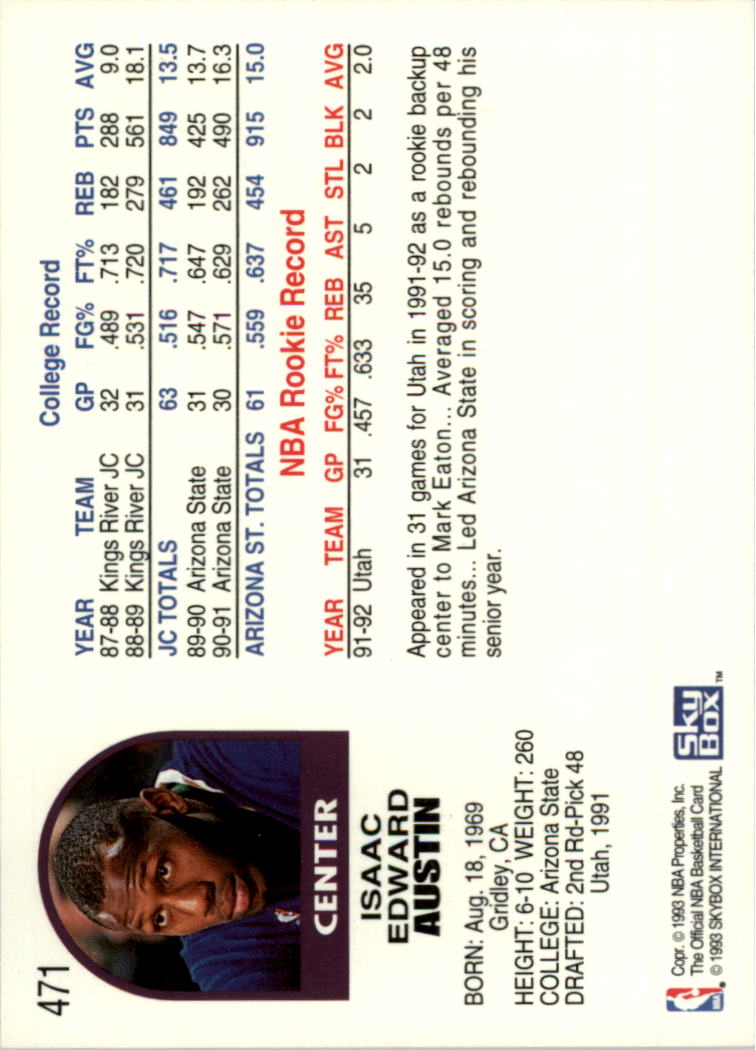 471
CENTER
ISAAC
EDWARD
AUSTIN
BORN: Aug. 18, 1969
Gridley, CA
HEIGHT: 6-10 WEIGHT: 260
COLLEGE: Arizona State
DRAFTED: 2nd Rd-Pick 48
Utah, 1991
College Record
YEAR TEAM GP FG% FT% REB PTS AVG
87-88 Kings River JC 32 .489 .713 182 288 9.0
88-89 Kings River JC 31 .531 .720 279 561 18.1
JC TOTALS 63 .516 .717 461 849 13.5
89-90 Arizona State 31 .547 .647 192 425 13.7
90-91 Arizona State 30 .571 .629 262 490 16.3
ARIZONA ST. TOTALS 61 .559 .637 454 915 15.0
NBA Rookie Record
YEAR TEAM GP FG% FT% REB AST STL BLK AVG
91-92 Utah 31 .457 .633 35 5 2 2 2.0
Appeared in 31 games for Utah in 1991-92 as a rookie backup
center to Mark Eaton... Averaged 15.0 rebounds per 48
minutes... Led Arizona State in scoring and rebounding his
senior year.
NBA
Copr. © 1993 NBA Properties, Inc.
The Official NBA Basketball Card
© 1993 SKYBOX INTERNATIONAL
Sky
Box
TM